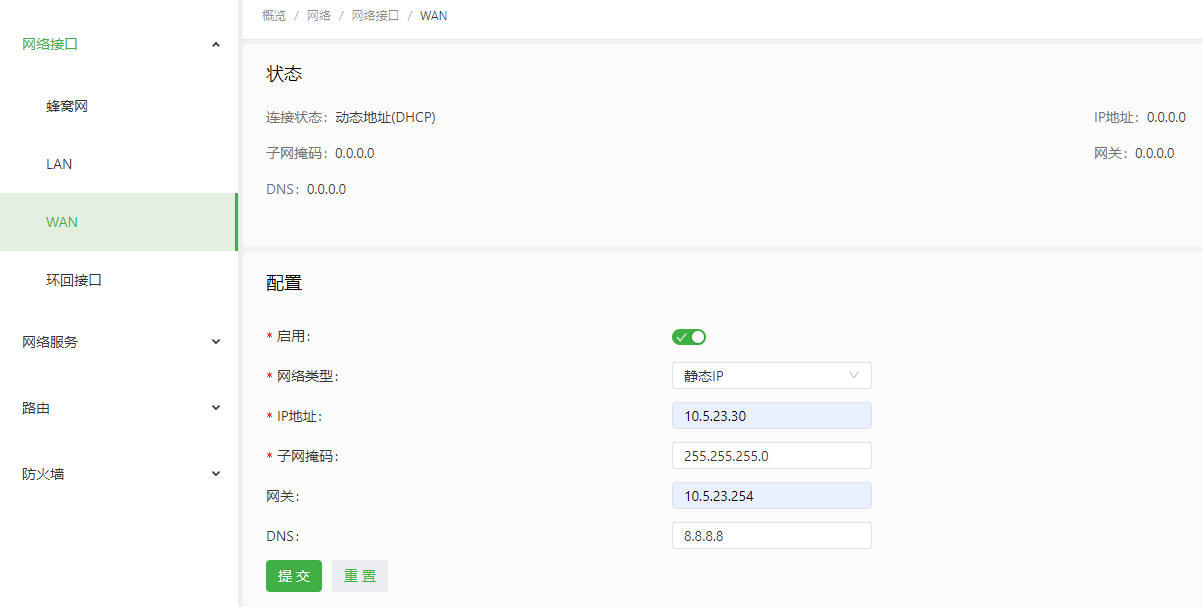 网络接口
蜂窝网
LAN
WAN
环回接口
网络服务
路由
防火墙
概览 / 网络 / 网络接口 / WAN
状态
连接状态: 动态地址(DHCP)
IP地址: 0.0.0.0
子网掩码: 0.0.0.0
网关: 0.0.0.0
DNS: 0.0.0.0
配置
* 启用:
* 网络类型: 静态IP
* IP地址: 10.5.23.30
* 子网掩码: 255.255.255.0
网关: 10.5.23.254
DNS: 8.8.8.8
提 交 重 置